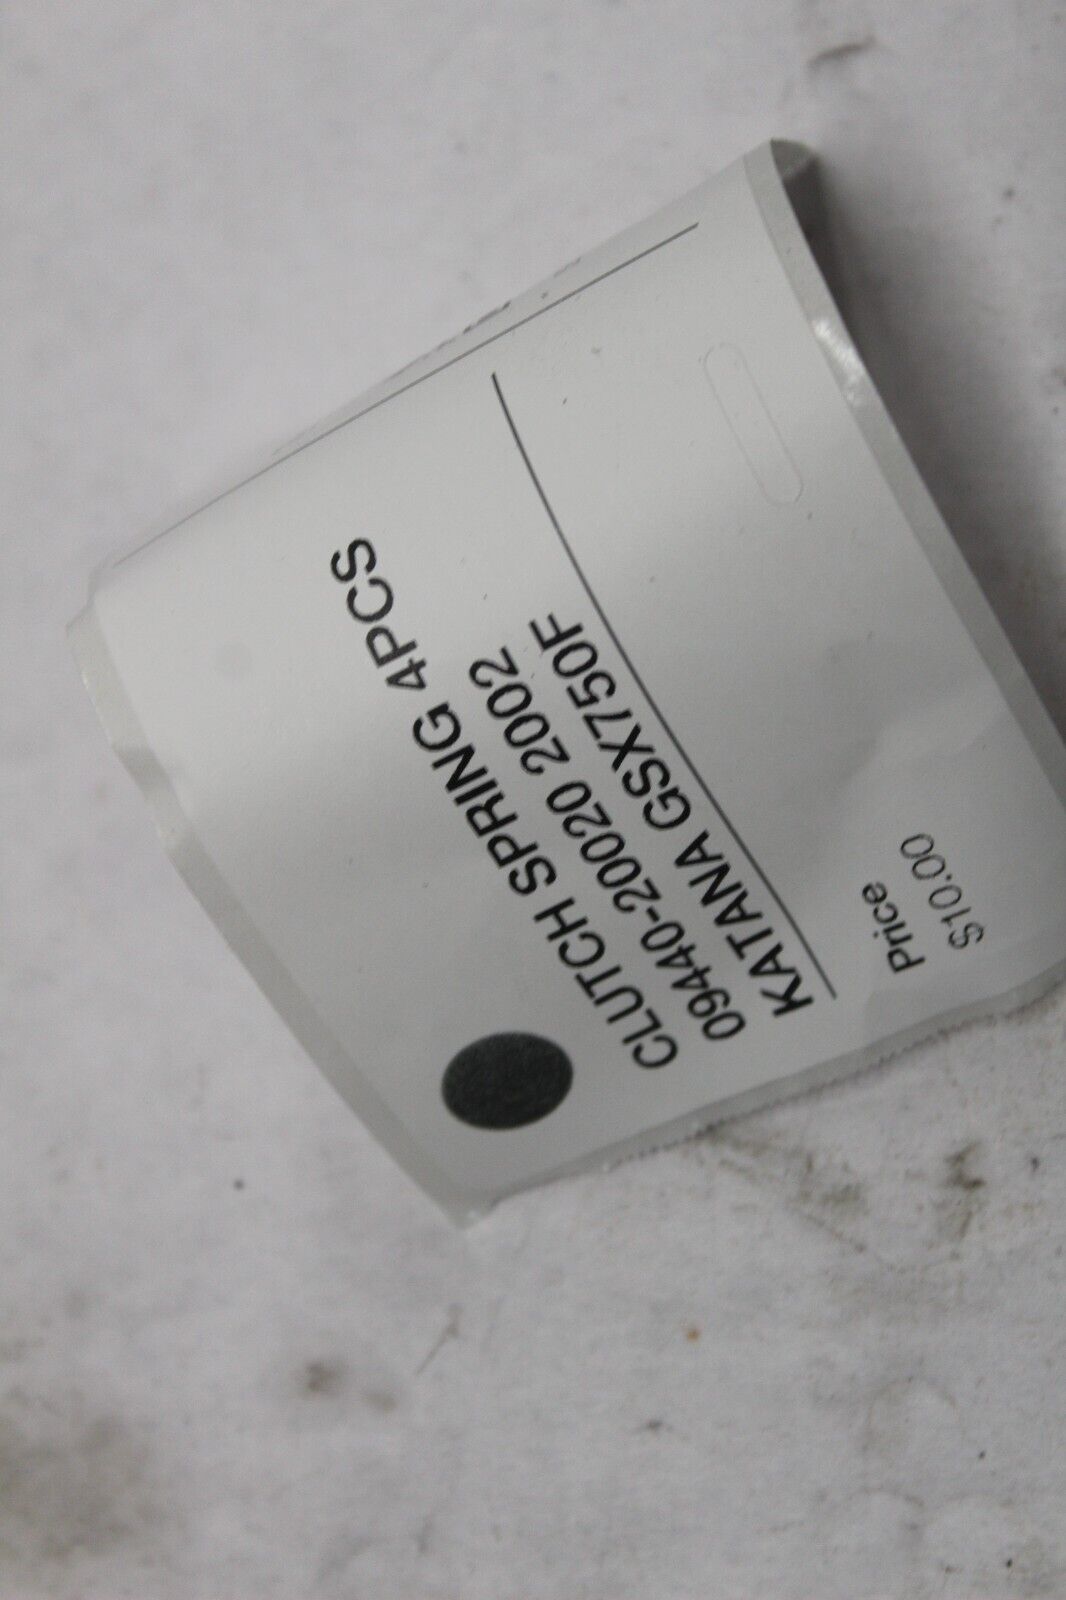 CLUTCH SPRING 4PCS
09440-20020 2002
KATANA GSX750F
Price
$10.00